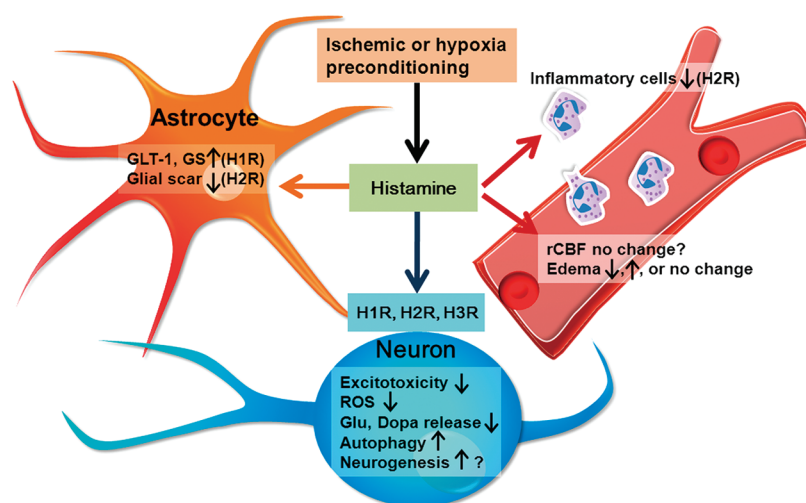 Ischemic or hypoxia
preconditioning
Inflammatory cells ↓ (H2R)
Astrocyte
GLT-1, GS ↑ (H1R)
Glial scar ↓ (H2R)
Histamine
rCBF no change?
Edema ↓, ↑, or no change
H1R, H2R, H3R
Neuron
Excitotoxicity ↓
ROS ↓
Glu, Dopa release ↓
Autophagy ↑
Neurogenesis ↑ ?